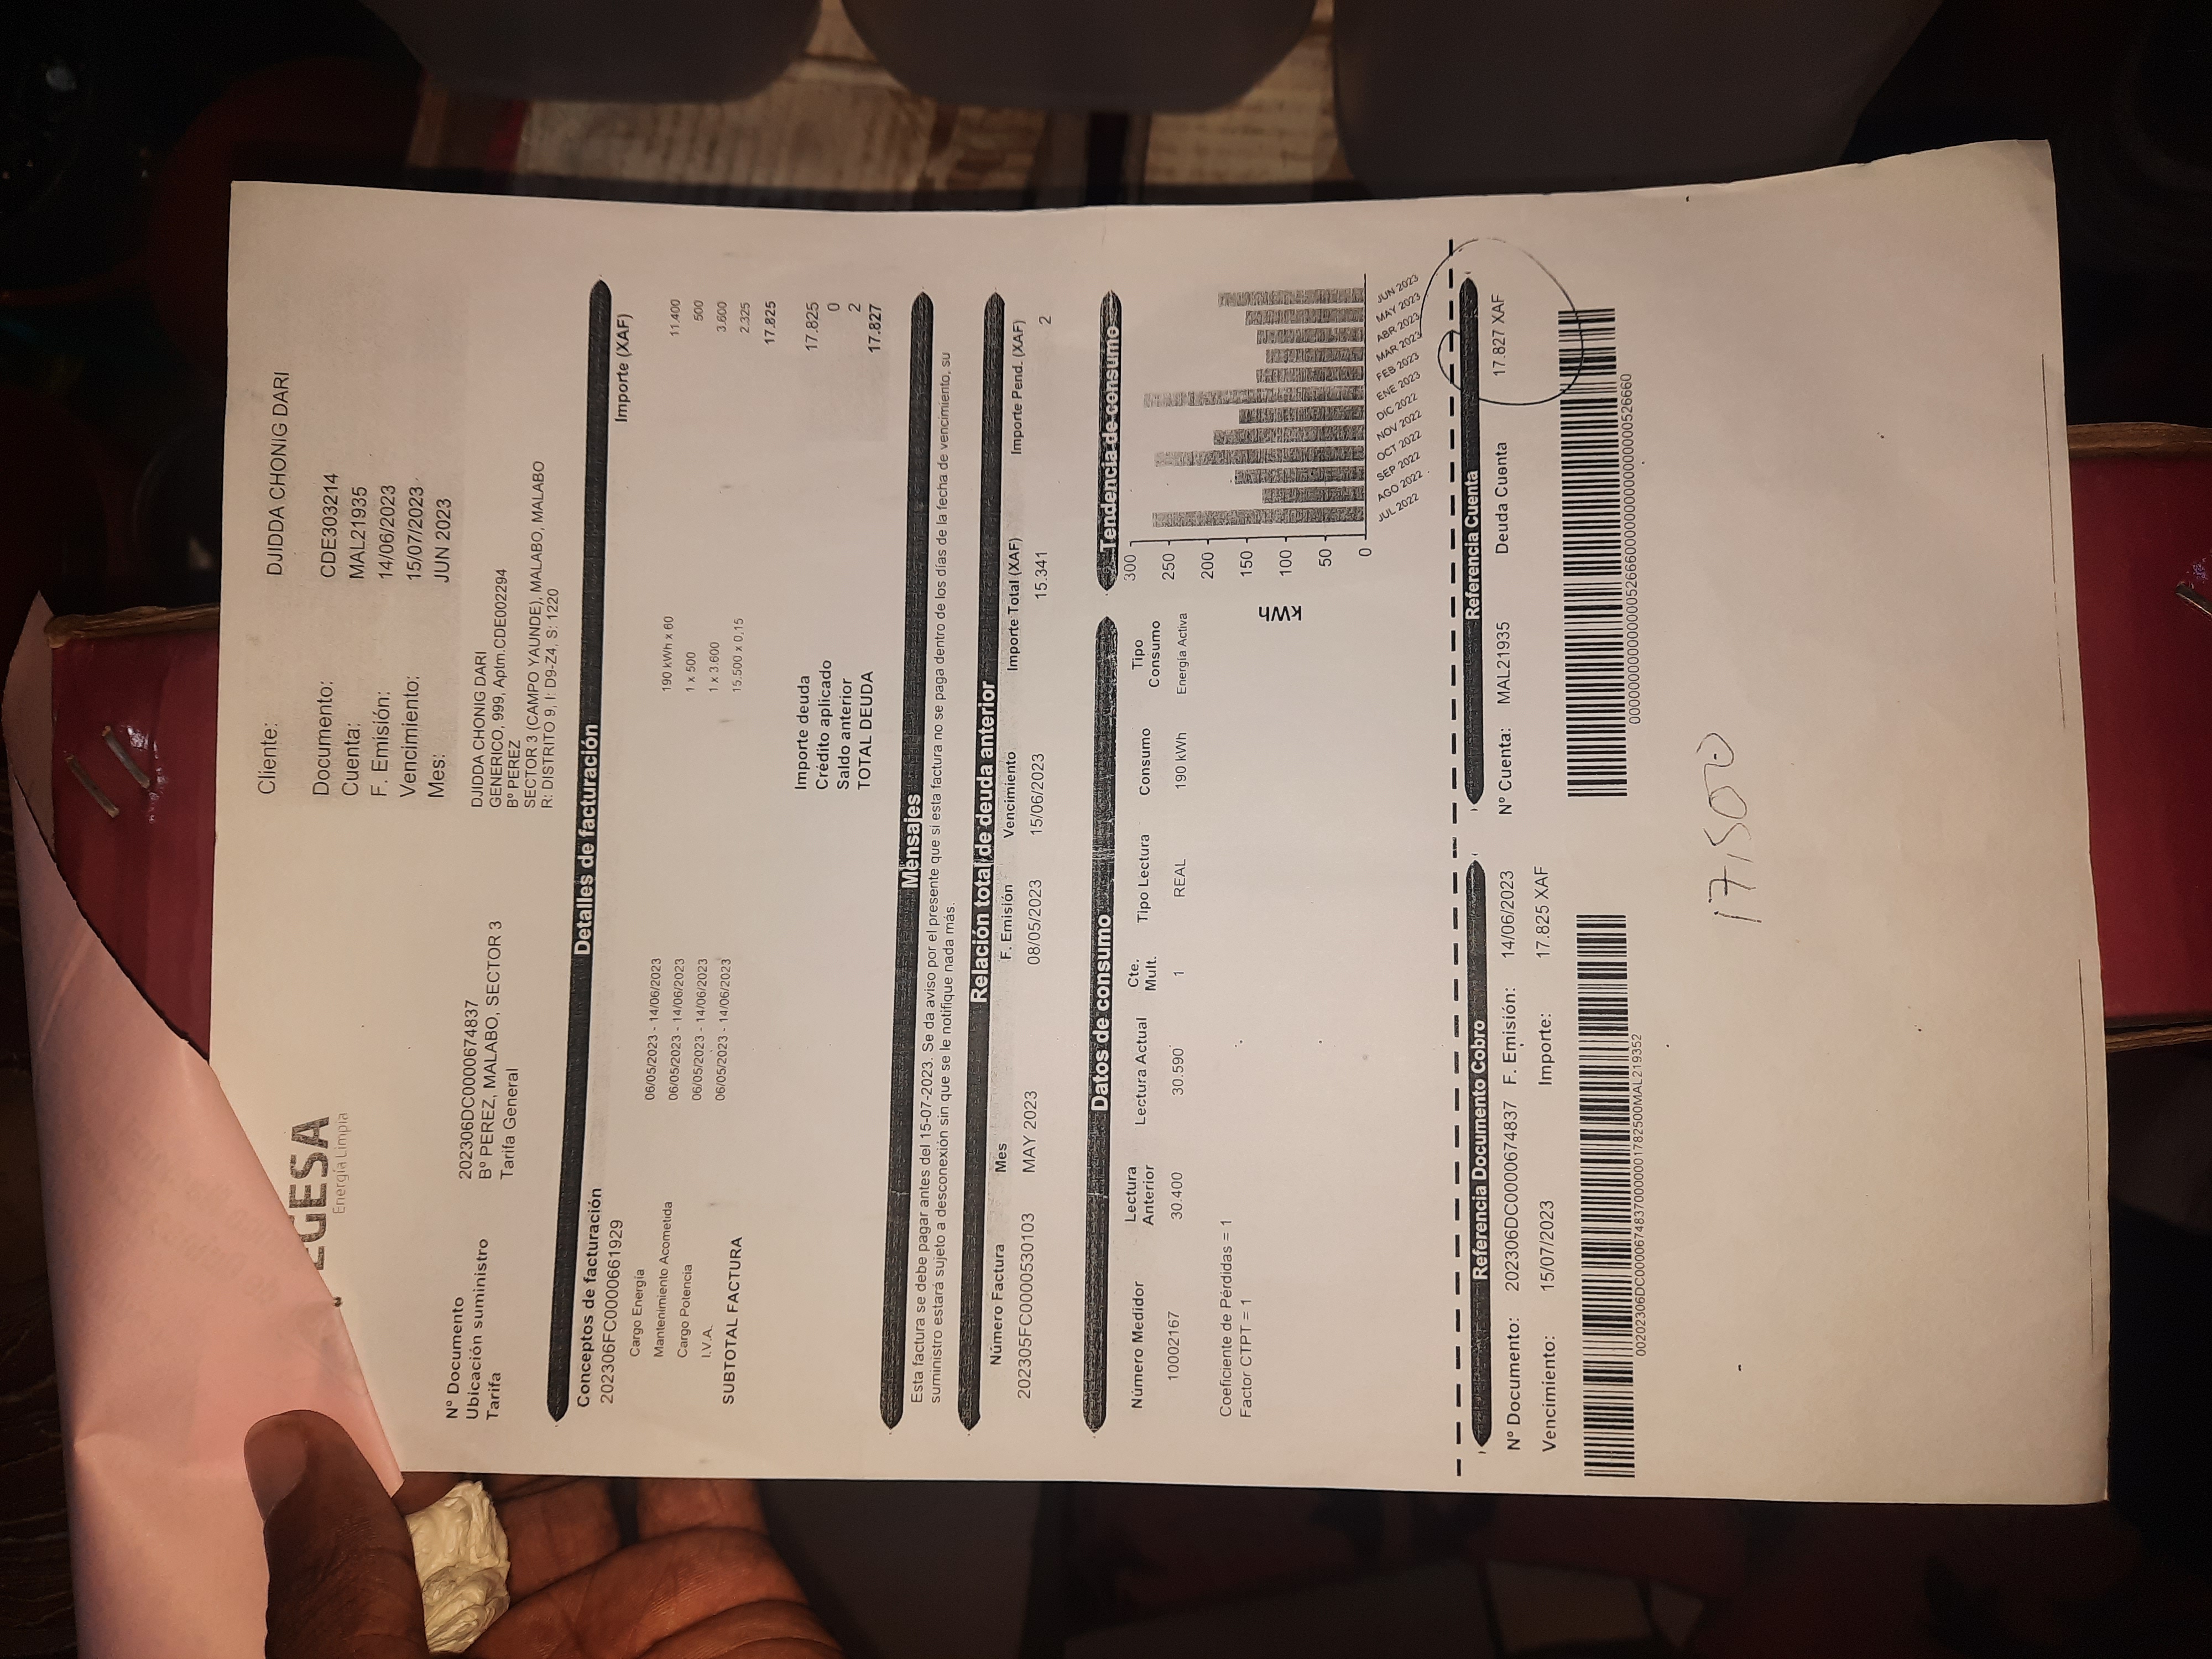 EGESA
Energía Limpia
Cliente: DJIDDA CHONIG DARI
Documento: CDE303214
Cuenta: MAL21935
F. Emisión: 14/06/2023
Vencimiento: 15/07/2023
Mes: JUN 2023
Nº Documento 202306DC0000674837
Ubicación suministro Bº PEREZ, MALABO, SECTOR 3
Tarifa Tarifa General
DJIDDA CHONIG DARI
GENERICO, 999, Aptm.CDE002294
Bº PEREZ
SECTOR 3 (CAMPO YAUNDE), MALABO, MALABO
R: DISTRITO 9, I: D9-Z4, S: 1220
Detalles de facturación
Conceptos de facturación Importe (XAF)
202306FC0000661929
Cargo Energía 06/05/2023 - 14/06/2023 190 kWh x 60 11.400
Mantenimiento Acometida 06/05/2023 - 14/06/2023 1 x 500 500
Cargo Potencia 06/05/2023 - 14/06/2023 1 x 3.600 3.600
I.V.A. 06/05/2023 - 14/06/2023 15.500 x 0,15 2.325
SUBTOTAL FACTURA 17.825
Importe deuda 17.825
Crédito aplicado 0
Saldo anterior 2
TOTAL DEUDA 17.827
Mensajes
Esta factura se debe pagar antes del 15-07-2023. Se da aviso por el presente que si esta factura no se paga dentro de los días de la fecha de vencimiento, su
suministro estará sujeto a desconexión sin que se le notifique nada más.
Relación total de deuda anterior
Número Factura Mes F. Emisión Vencimiento Importe Total (XAF) Importe Pend. (XAF)
202305FC0000530103 MAY 2023 08/05/2023 15/06/2023 15.341 2
Datos de consumo
Número Medidor Lectura Anterior Lectura Actual Cte. Mult. Tipo Lectura Consumo Tipo Consumo
10002167 30.400 30.590 1 REAL 190 kWh Energía Activa
Coeficiente de Pérdidas = 1
Factor CTPT = 1
Tendencia de consumo
300
250
200
150
100
50
0
kWh
JUL 2022 AGO 2022 SEP 2022 OCT 2022 NOV 2022 DIC 2022 ENE 2023 FEB 2023 MAR 2023 ABR 2023 MAY 2023 JUN 2023
Referencia Documento Cobro
Nº Documento: 202306DC0000674837 F. Emisión: 14/06/2023
Vencimiento: 15/07/2023 Importe: 17.825 XAF
00202306DC00006748370000001782500MAL219352
Referencia Cuenta
Nº Cuenta: MAL21935 Deuda Cuenta 17.827 XAF
17,500